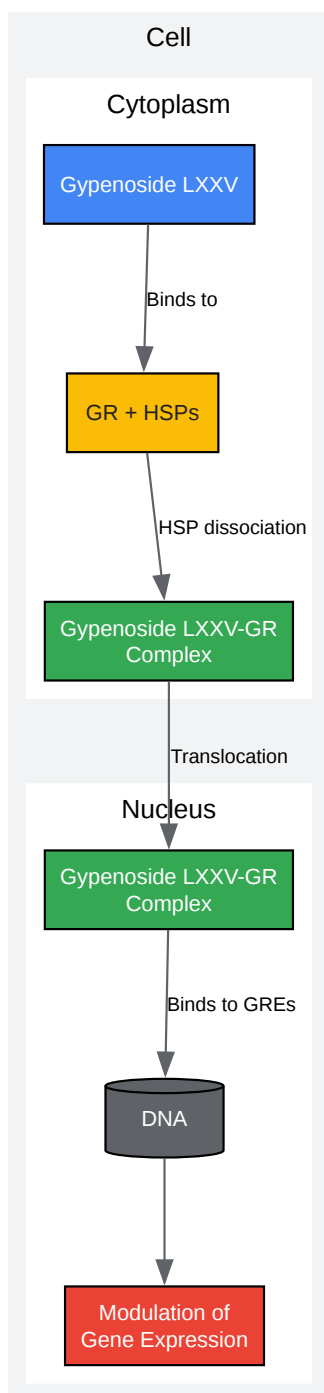 Cell
Cytoplasm
Gypenoside LXXV
Binds to
GR + HSPs
HSP dissociation
Gypenoside LXXV-GR
Complex
Translocation
Nucleus
Gypenoside LXXV-GR
Complex
Binds to GREs
DNA
Modulation of
Gene Expression